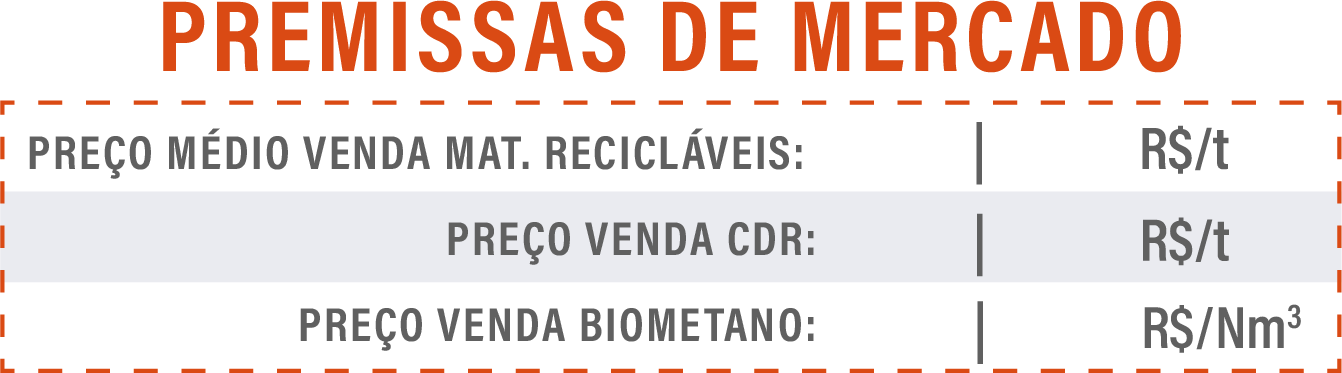 PREMISSAS DE MERCADO
PREÇO MÉDIO VENDA MAT. RECICLÁVEIS: | R$/t
PREÇO VENDA CDR: | R$/t
PREÇO VENDA BIOMETANO: | R$/Nm³